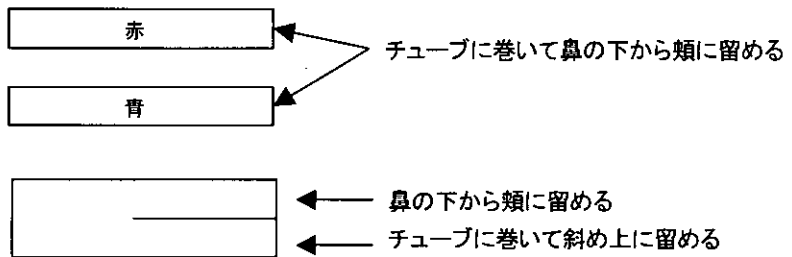 赤
チューブに巻いて鼻の下から頬に留める
青
鼻の下から頬に留める
チューブに巻いて斜め上に留める